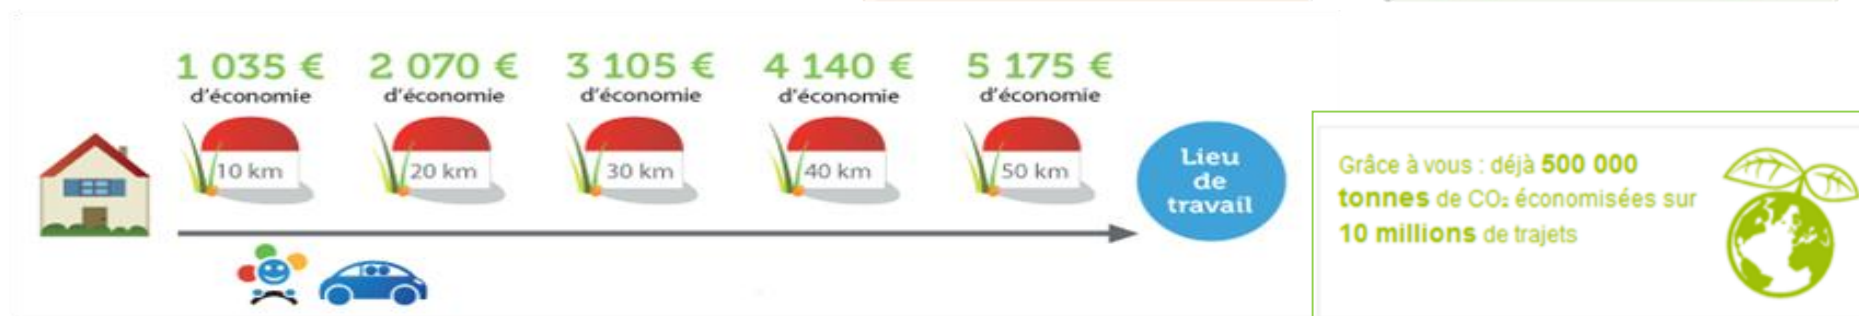 1 035 € 2 070 € 3 105 € 4 140 € 5 175 €
d'économie d'économie d'économie d'économie d'économie
10 km 20 km 30 km 40 km 50 km
Lieu
de
travail
Grâce à vous : déjà 500 000
tonnes de CO₂ économisées sur
10 millions de trajets